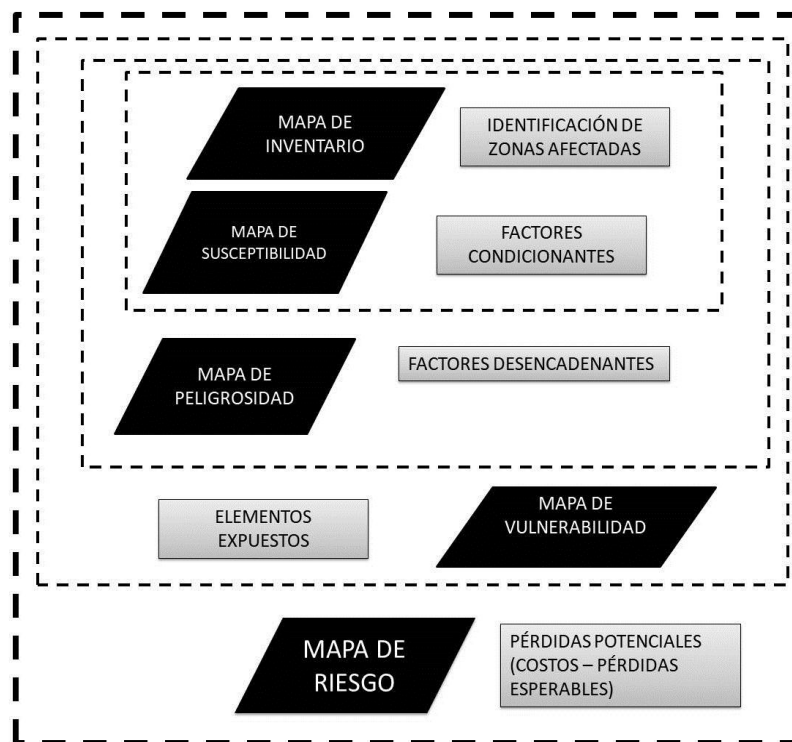 MAPA DE
INVENTARIO
IDENTIFICACIÓN DE
ZONAS AFECTADAS
MAPA DE
SUSCEPTIBILIDAD
FACTORES
CONDICIONANTES
MAPA DE
PELIGROSIDAD
FACTORES DESENCADENANTES
ELEMENTOS
EXPUESTOS
MAPA DE
VULNERABILIDAD
MAPA DE
RIESGO
PÉRDIDAS POTENCIALES
(COSTOS – PÉRDIDAS
ESPERABLES)